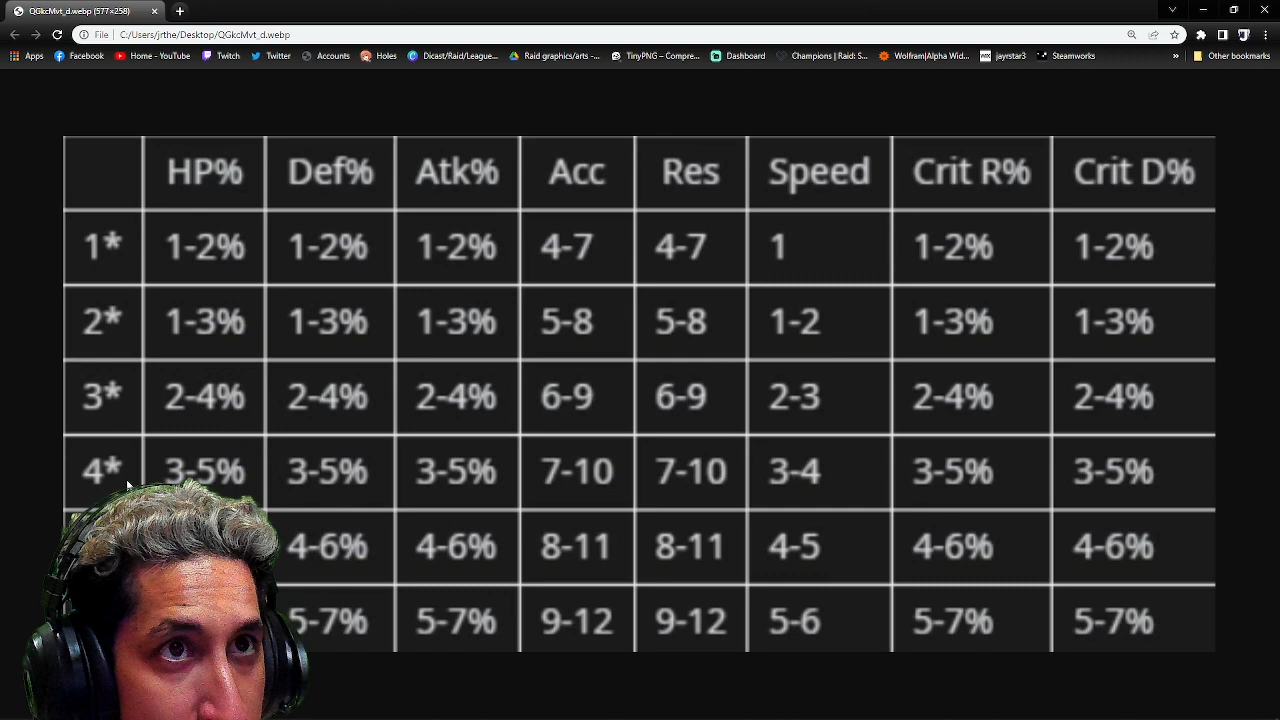 QGkcMvt_d.webp (577×258)
File C:/Users/jrthe/Desktop/QGkcMvt_d.webp
Apps Facebook Home - YouTube Twitch Twitter Accounts Holes Dicast/Raid/League... Raid graphics/arts -... TinyPNG – Compre... Dashboard Champions | Raid: S... Wolfram|Alpha Wid... WIX jayrstar3 Steamworks » Other bookmarks
HP% Def% Atk% Acc Res Speed Crit R% Crit D%
1* 1-2% 1-2% 1-2% 4-7 4-7 1 1-2% 1-2%
2* 1-3% 1-3% 1-3% 5-8 5-8 1-2 1-3% 1-3%
3* 2-4% 2-4% 2-4% 6-9 6-9 2-3 2-4% 2-4%
4* 3-5% 3-5% 3-5% 7-10 7-10 3-4 3-5% 3-5%
4-6% 4-6% 8-11 8-11 4-5 4-6% 4-6%
5-7% 5-7% 9-12 9-12 5-6 5-7% 5-7%